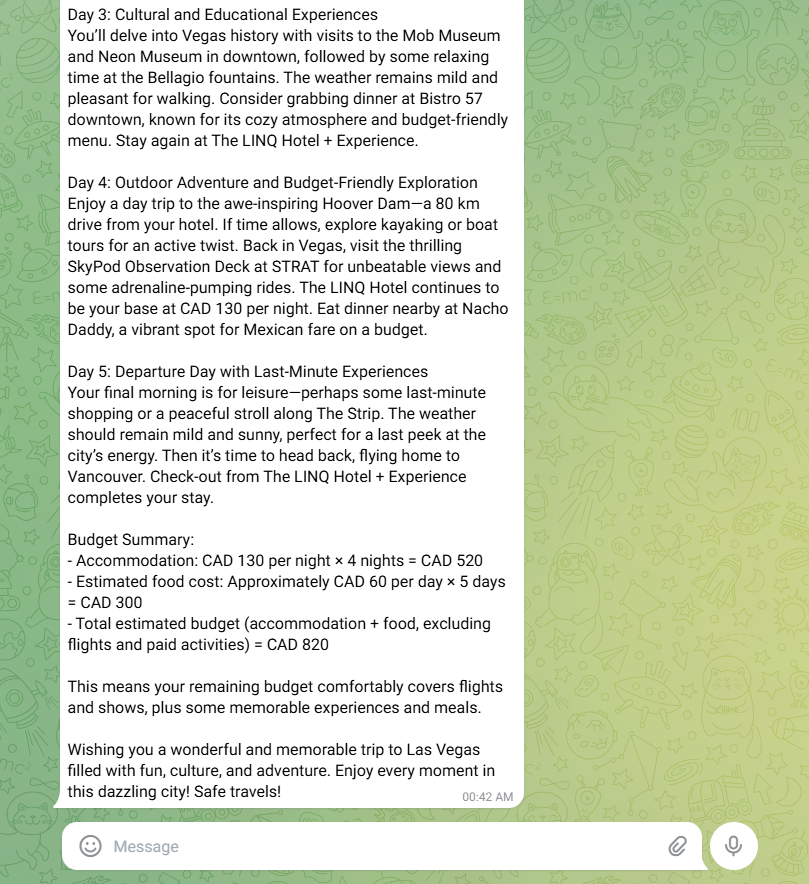 Day 3: Cultural and Educational Experiences
You’ll delve into Vegas history with visits to the Mob Museum
and Neon Museum in downtown, followed by some relaxing
time at the Bellagio fountains. The weather remains mild and
pleasant for walking. Consider grabbing dinner at Bistro 57
downtown, known for its cozy atmosphere and budget-friendly
menu. Stay again at The LINQ Hotel + Experience.
Day 4: Outdoor Adventure and Budget-Friendly Exploration
Enjoy a day trip to the awe-inspiring Hoover Dam—a 80 km
drive from your hotel. If time allows, explore kayaking or boat
tours for an active twist. Back in Vegas, visit the thrilling
SkyPod Observation Deck at STRAT for unbeatable views and
some adrenaline-pumping rides. The LINQ Hotel continues to
be your base at CAD 130 per night. Eat dinner nearby at Nacho
Daddy, a vibrant spot for Mexican fare on a budget.
Day 5: Departure Day with Last-Minute Experiences
Your final morning is for leisure—perhaps some last-minute
shopping or a peaceful stroll along The Strip. The weather
should remain mild and sunny, perfect for a last peek at the
city’s energy. Then it’s time to head back, flying home to
Vancouver. Check-out from The LINQ Hotel + Experience
completes your stay.
Budget Summary:
- Accommodation: CAD 130 per night × 4 nights = CAD 520
- Estimated food cost: Approximately CAD 60 per day × 5 days
= CAD 300
- Total estimated budget (accommodation + food, excluding
flights and paid activities) = CAD 820
This means your remaining budget comfortably covers flights
and shows, plus some memorable experiences and meals.
Wishing you a wonderful and memorable trip to Las Vegas
filled with fun, culture, and adventure. Enjoy every moment in
this dazzling city! Safe travels!
00:42 AM
Message